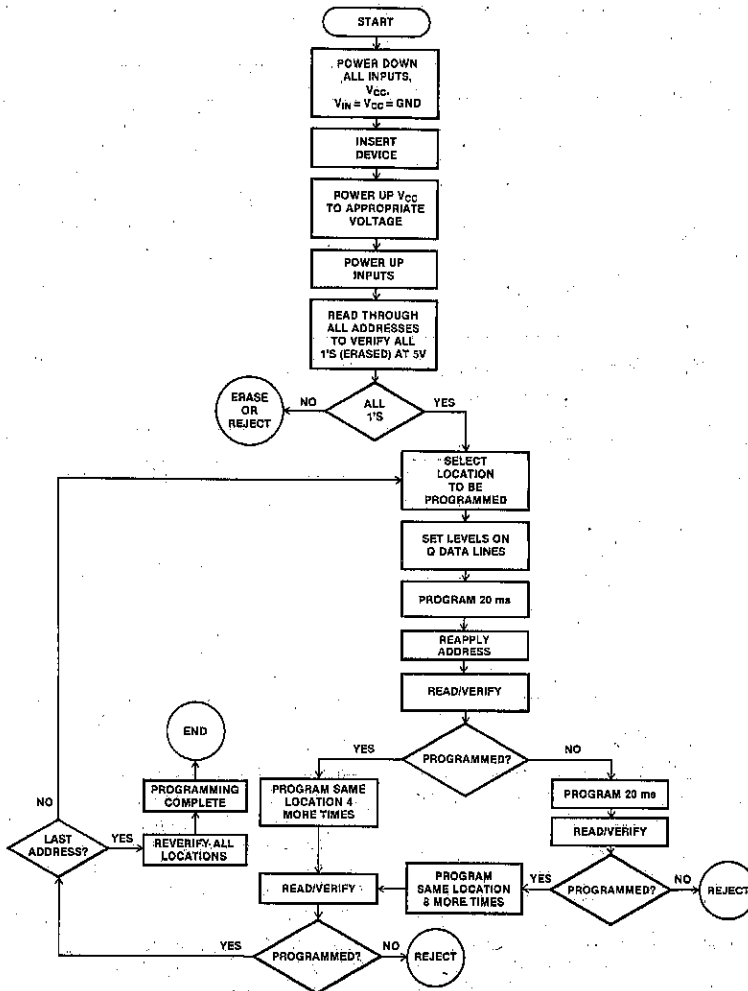 START
POWER DOWN
ALL INPUTS,
VCC.
VIN = VCC = GND
INSERT
DEVICE
POWER UP VCC
TO APPROPRIATE
VOLTAGE
POWER UP
INPUTS
READ THROUGH
ALL ADDRESSES
TO VERIFY ALL
1'S (ERASED) AT 5V
ERASE
OR
REJECT
NO
ALL
1'S
YES
SELECT
LOCATION
TO BE
PROGRAMMED
SET LEVELS ON
Q DATA LINES
PROGRAM 20 ms
REAPPLY
ADDRESS
READ/VERIFY
PROGRAMMED?
YES
NO
END
PROGRAMMING
COMPLETE
PROGRAM SAME
LOCATION 4
MORE TIMES
PROGRAM 20 ms
READ/VERIFY
NO
LAST
ADDRESS?
YES
REVERIFY ALL
LOCATIONS
READ/VERIFY
PROGRAM
SAME LOCATION
8 MORE TIMES
YES
PROGRAMMED?
NO
REJECT
YES
PROGRAMMED?
NO
REJECT